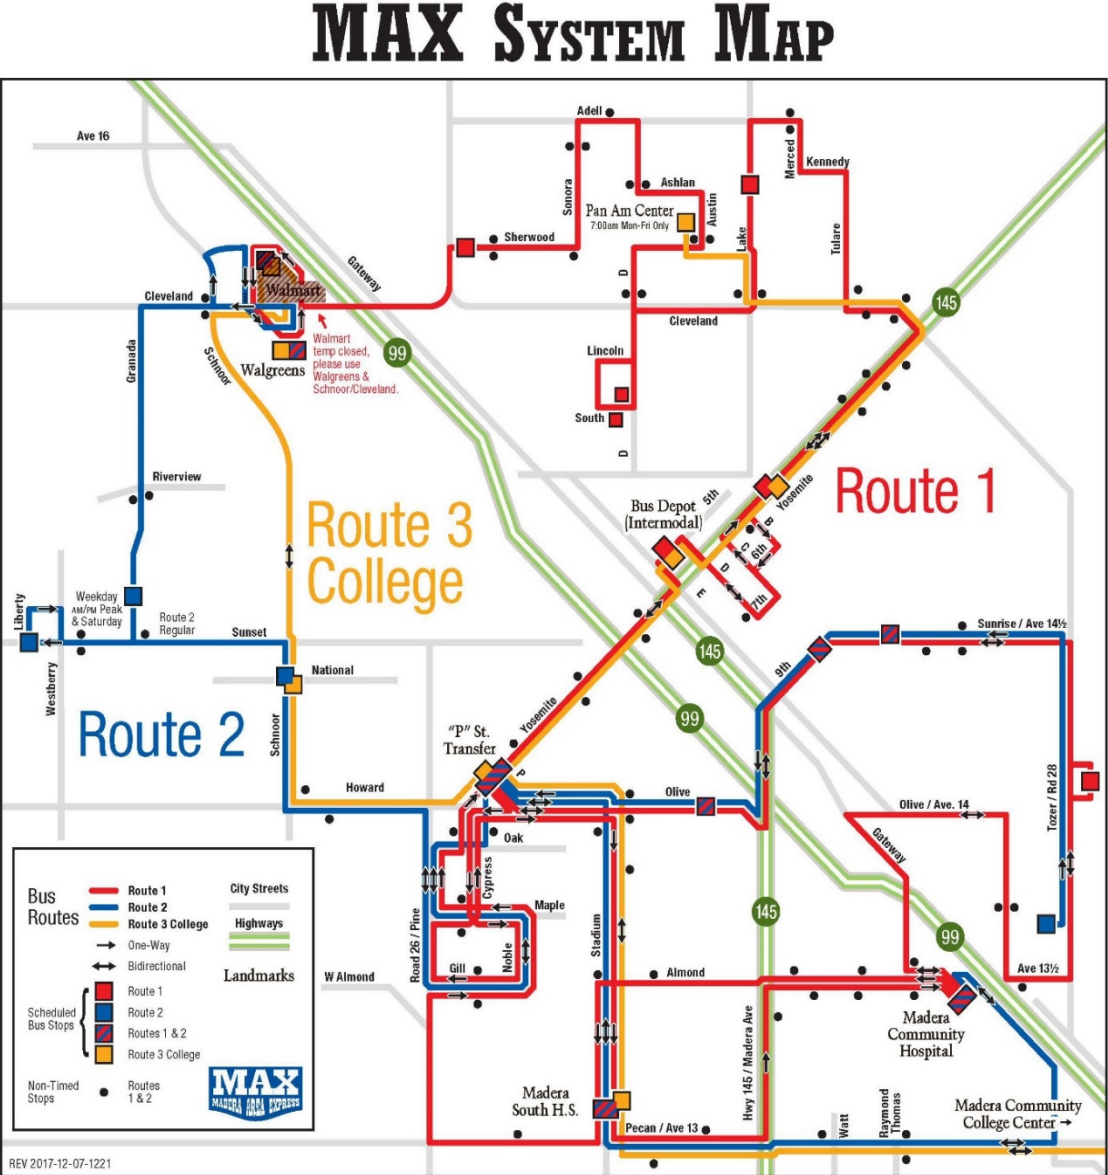 MAX SYSTEM MAP
Adell
Ave 16
Merced
Kennedy
Ashlan
Sonora
Austin
Pan Am Center
7:00am Mon-Fri Only
Lake
Tulare
Sherwood
Gateway
D
Walmart
Cleveland
145
Cleveland
Walmart
temp closed,
please use
Walgreens &
Schnoor/Cleveland.
99
Granada
Schnoor
Walgreens
Lincoln
South
D
Riverview
Route 3
College
Bus Depot
(Intermodal)
5th
Yosemite
Route 1
B
C
6th
D
7th
E
Liberty
Weekday
AM/PM Peak
& Saturday
Route 2
Regular
Sunset
Sunrise / Ave 14½
145
9th
National
Westberry
Route 2
Schnoor
Yosemite
99
"P" St.
Transfer
P
Howard
Olive
Tozer / Rd 28
Olive / Ave. 14
Gateway
Oak
Cypress
Maple
Road 26 / Pine
Noble
Stadium
145
99
Gill
W Almond
Almond
Ave 13½
Madera
Community
Hospital
Hwy 145 / Madera Ave
Madera
South H.S.
Pecan / Ave 13
Watt
Raymond
Thomas
Madera Community
College Center →
Bus
Routes
Route 1
Route 2
Route 3 College
One-Way
Bidirectional
City Streets
Highways
Landmarks
Scheduled
Bus Stops
Route 1
Route 2
Routes 1 & 2
Route 3 College
Non-Timed
Stops
Routes
1 & 2
MAX
MADERA AREA EXPRESS
REV 2017-12-07-1221